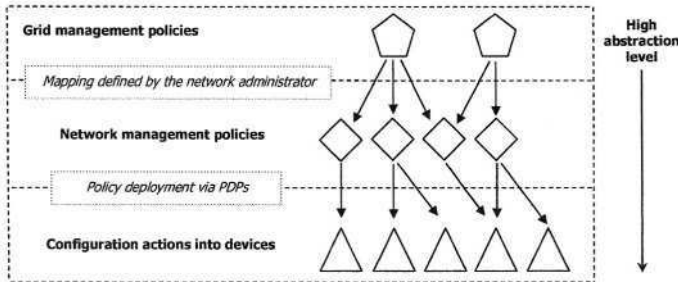 Grid management policies
High
abstraction
level
Mapping defined by the network administrator
Network management policies
Policy deployment via PDPs
Configuration actions into devices